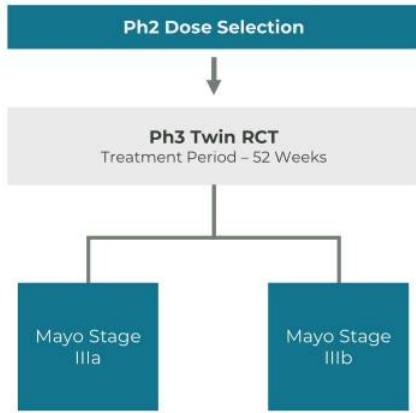 Ph2 Dose Selection
Ph3 Twin RCT
Treatment Period – 52 Weeks
Mayo Stage
IIIa
Mayo Stage
IIIb